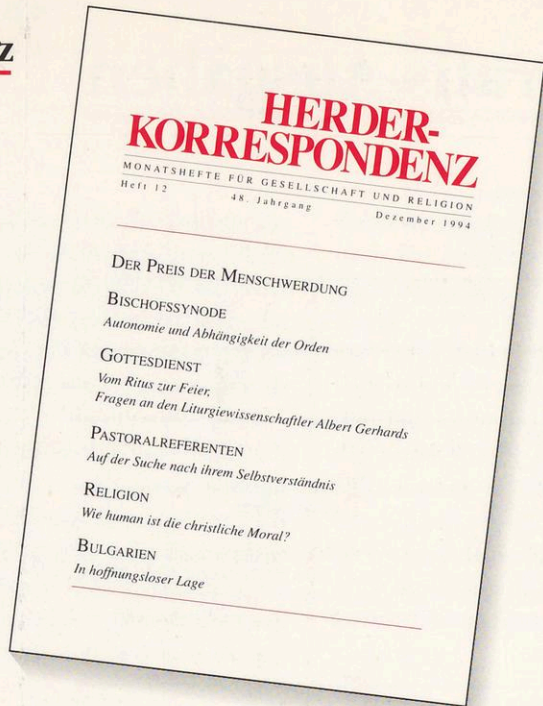 z
HERDER-
KORRESPONDENZ
MONATSHEFTE FÜR GESELLSCHAFT UND RELIGION
Heft 12 48. Jahrgang Dezember 1994
DER PREIS DER MENSCHWERDUNG
BISCHOFSSYNODE
Autonomie und Abhängigkeit der Orden
GOTTESDIENST
Vom Ritus zur Feier,
Fragen an den Liturgiewissenschaftler Albert Gerhards
PASTORALREFERENTEN
Auf der Suche nach ihrem Selbstverständnis
RELIGION
Wie human ist die christliche Moral?
BULGARIEN
In hoffnungsloser Lage